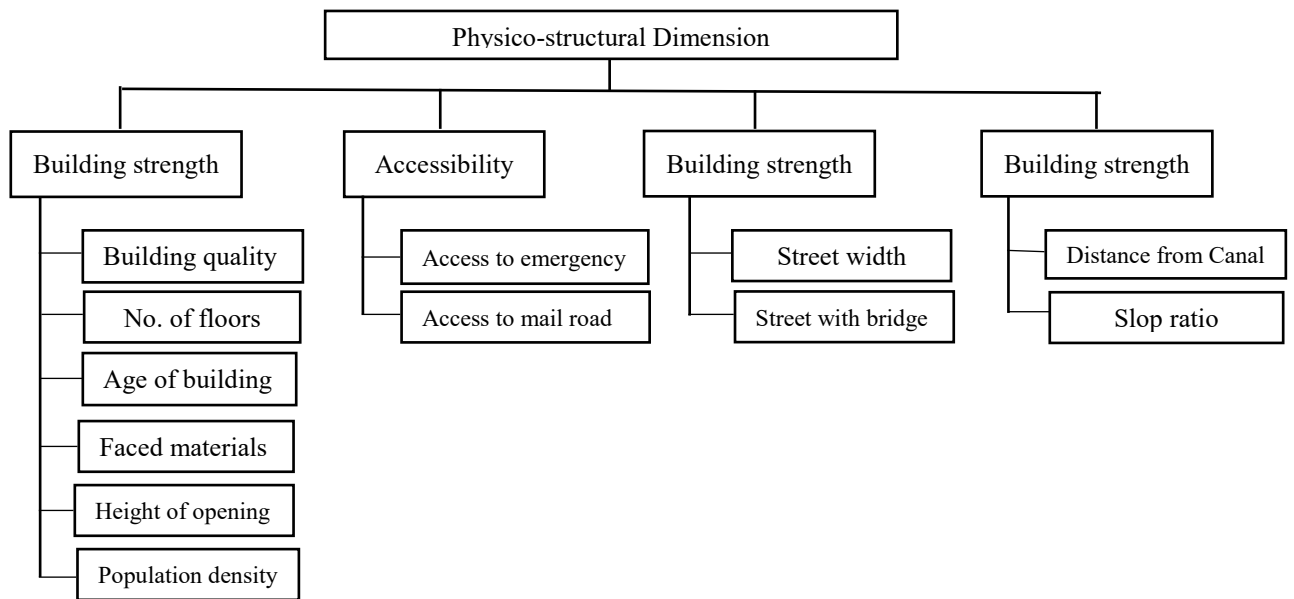 Physico-structural Dimension
Building strength
Accessibility
Building strength
Building strength
Building quality
No. of floors
Age of building
Faced materials
Height of opening
Population density
Access to emergency
Access to mail road
Street width
Street with bridge
Distance from Canal
Slop ratio